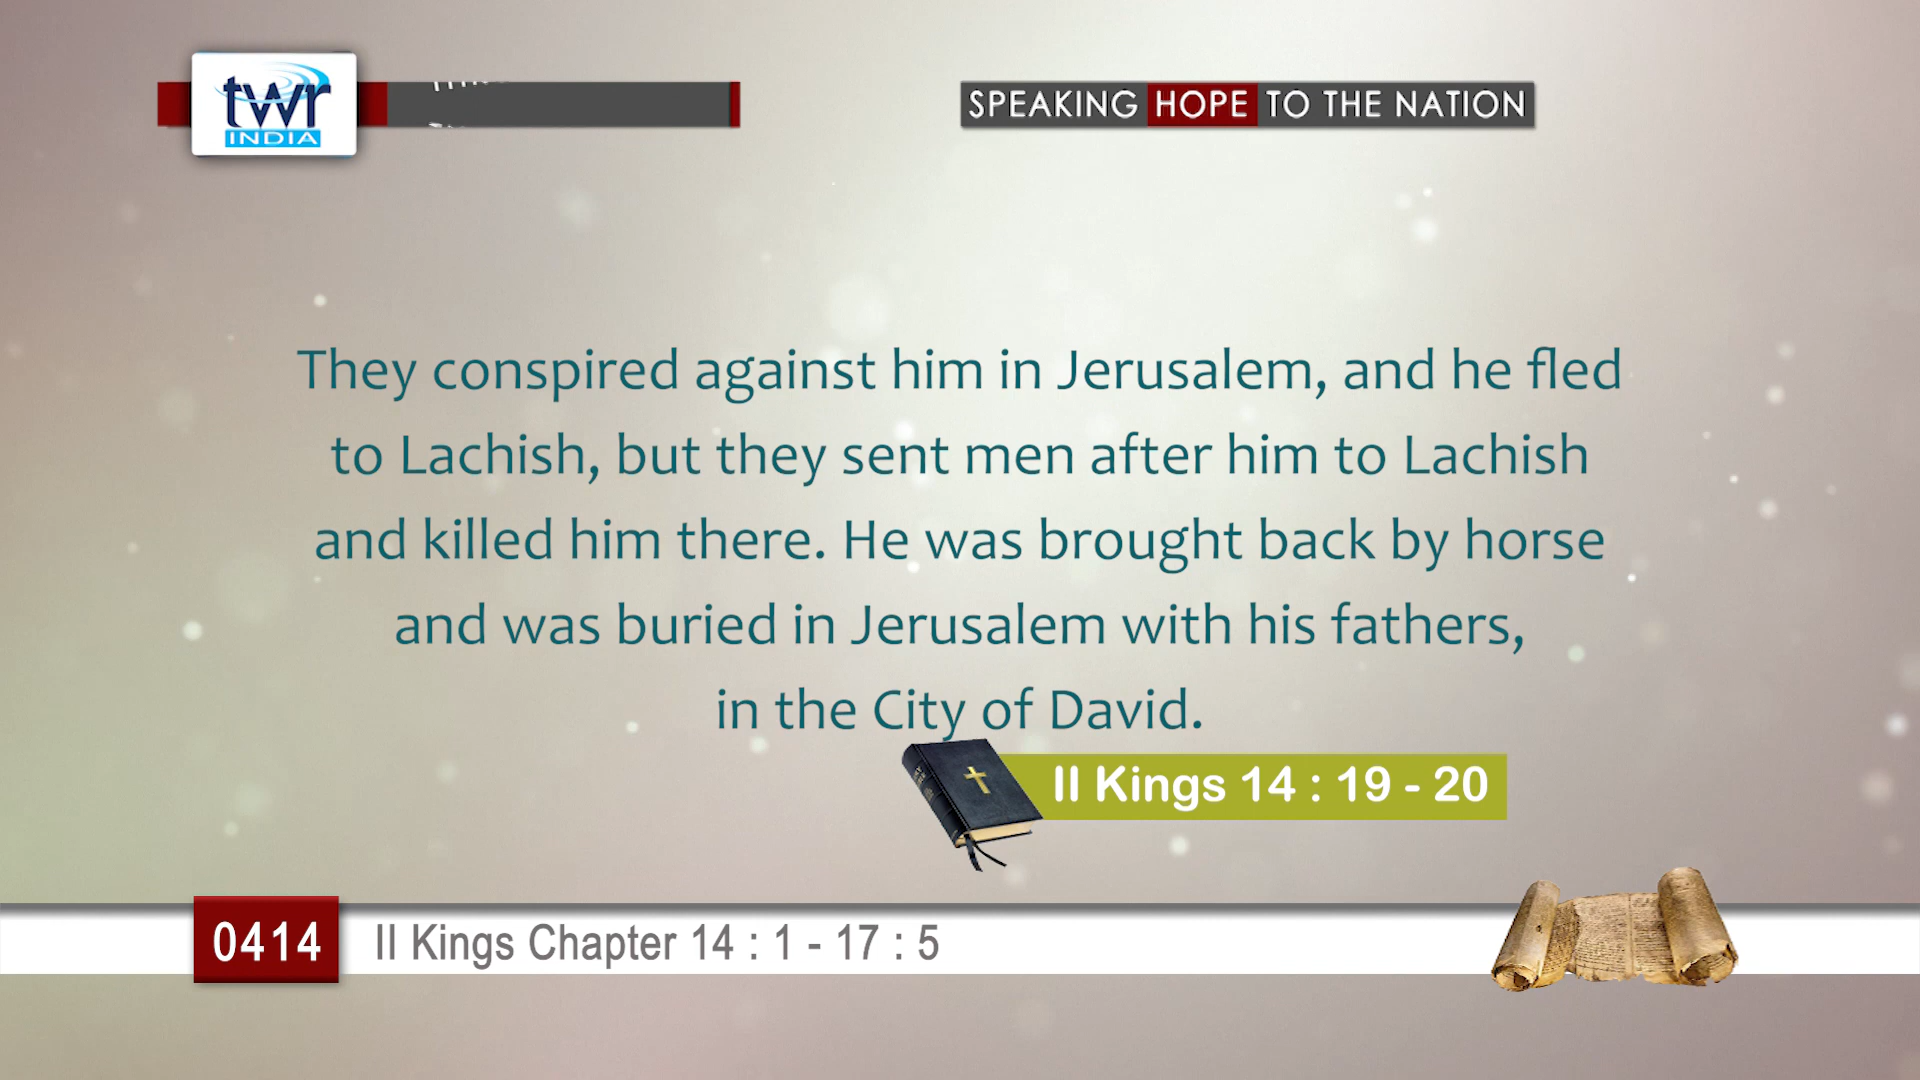 twr
INDIA
SPEAKING HOPE TO THE NATION
They conspired against him in Jerusalem, and he fled
to Lachish, but they sent men after him to Lachish
and killed him there. He was brought back by horse
and was buried in Jerusalem with his fathers,
in the City of David.
II Kings 14 : 19 - 20
0414
II Kings Chapter 14 : 1 - 17 : 5